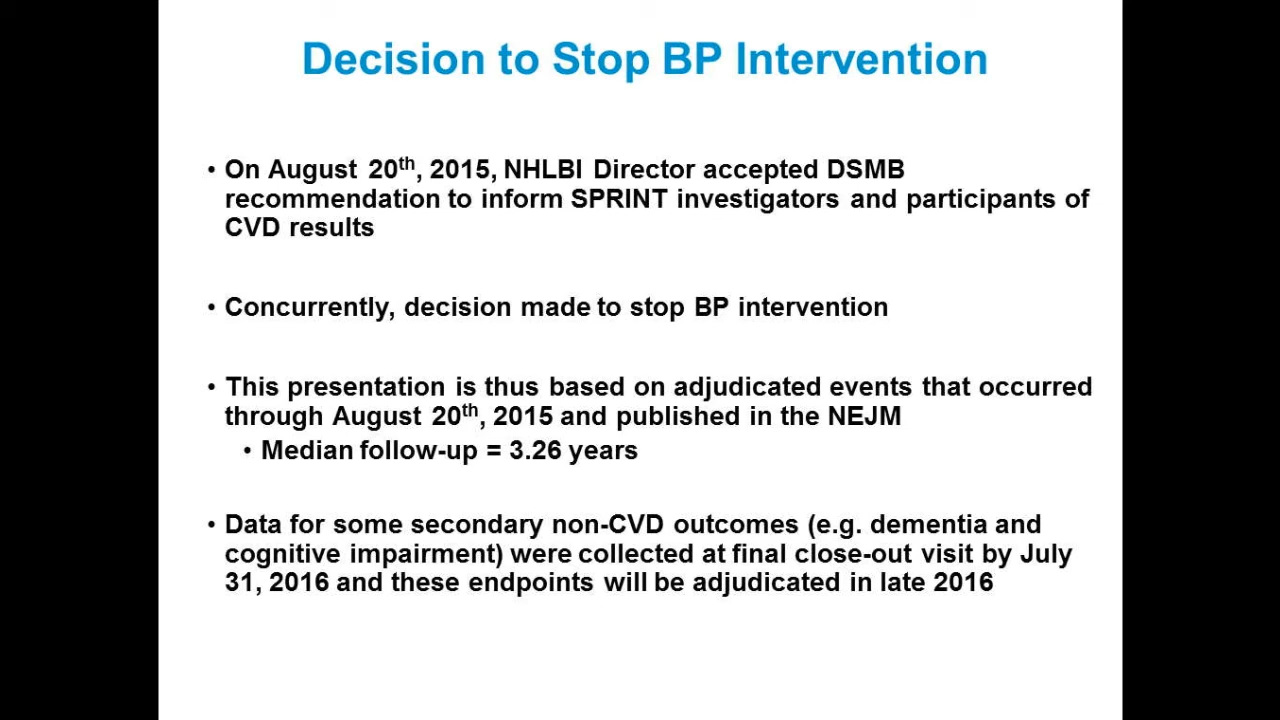 Decision to Stop BP Intervention
• On August 20th, 2015, NHLBI Director accepted DSMB
recommendation to inform SPRINT investigators and participants of
CVD results
• Concurrently, decision made to stop BP intervention
• This presentation is thus based on adjudicated events that occurred
through August 20th, 2015 and published in the NEJM
• Median follow-up = 3.26 years
• Data for some secondary non-CVD outcomes (e.g. dementia and
cognitive impairment) were collected at final close-out visit by July
31, 2016 and these endpoints will be adjudicated in late 2016